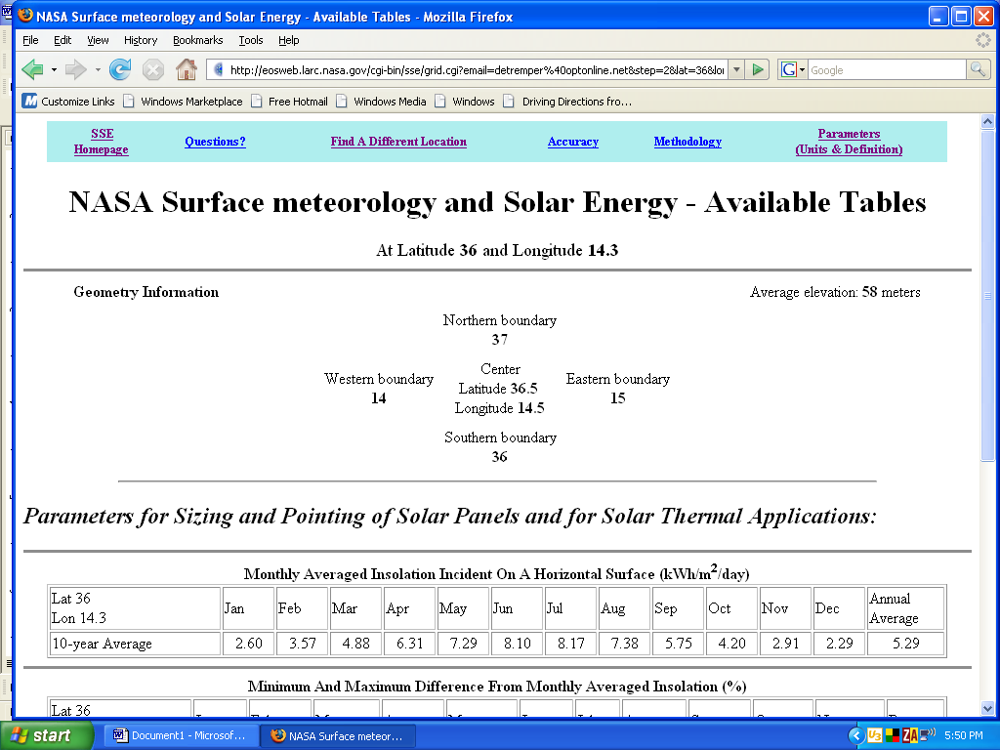 NASA Surface meteorology and Solar Energy - Available Tables - Mozilla Firefox
File Edit View History Bookmarks Tools Help
http://eosweb.larc.nasa.gov/cgi-bin/sse/grid.cgi?email=detremper%40optonline.net&step=2&lat=36&lor
G Google
M Customize Links Windows Marketplace Free Hotmail Windows Media Windows Driving Directions fro...
SSE Homepage Questions? Find A Different Location Accuracy Methodology Parameters (Units & Definition)
NASA Surface meteorology and Solar Energy - Available Tables
At Latitude 36 and Longitude 14.3
Geometry Information Average elevation: 58 meters
Northern boundary
37
Western boundary
14
Center
Latitude 36.5
Longitude 14.5
Eastern boundary
15
Southern boundary
36
Parameters for Sizing and Pointing of Solar Panels and for Solar Thermal Applications:
Monthly Averaged Insolation Incident On A Horizontal Surface (kWh/m2/day)
Lat 36
Lon 14.3
Jan Feb Mar Apr May Jun Jul Aug Sep Oct Nov Dec Annual Average
10-year Average 2.60 3.57 4.88 6.31 7.29 8.10 8.17 7.38 5.75 4.20 2.91 2.29 5.29
Minimum And Maximum Difference From Monthly Averaged Insolation (%)
Lat 36
start Document1 - Microsof... NASA Surface meteor... U3 ZA 5:50 PM